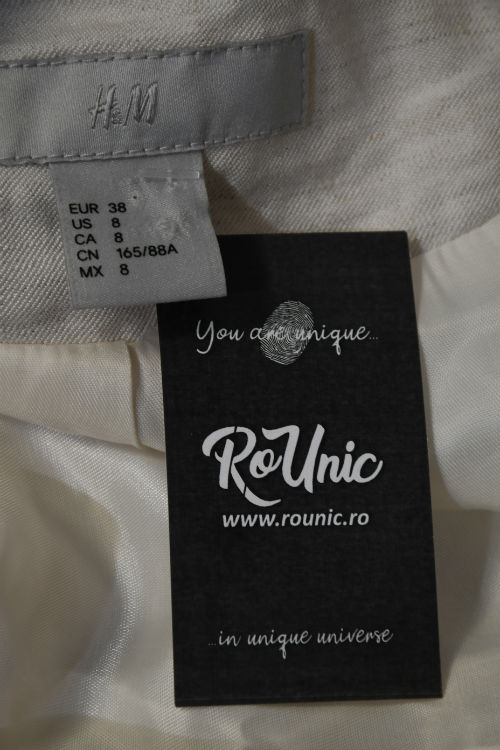 H&M
EUR 38
US 8
CA 8
CN 165/88A
MX 8
You are unique...
RoUnic
www.rounic.ro
...in unique universe